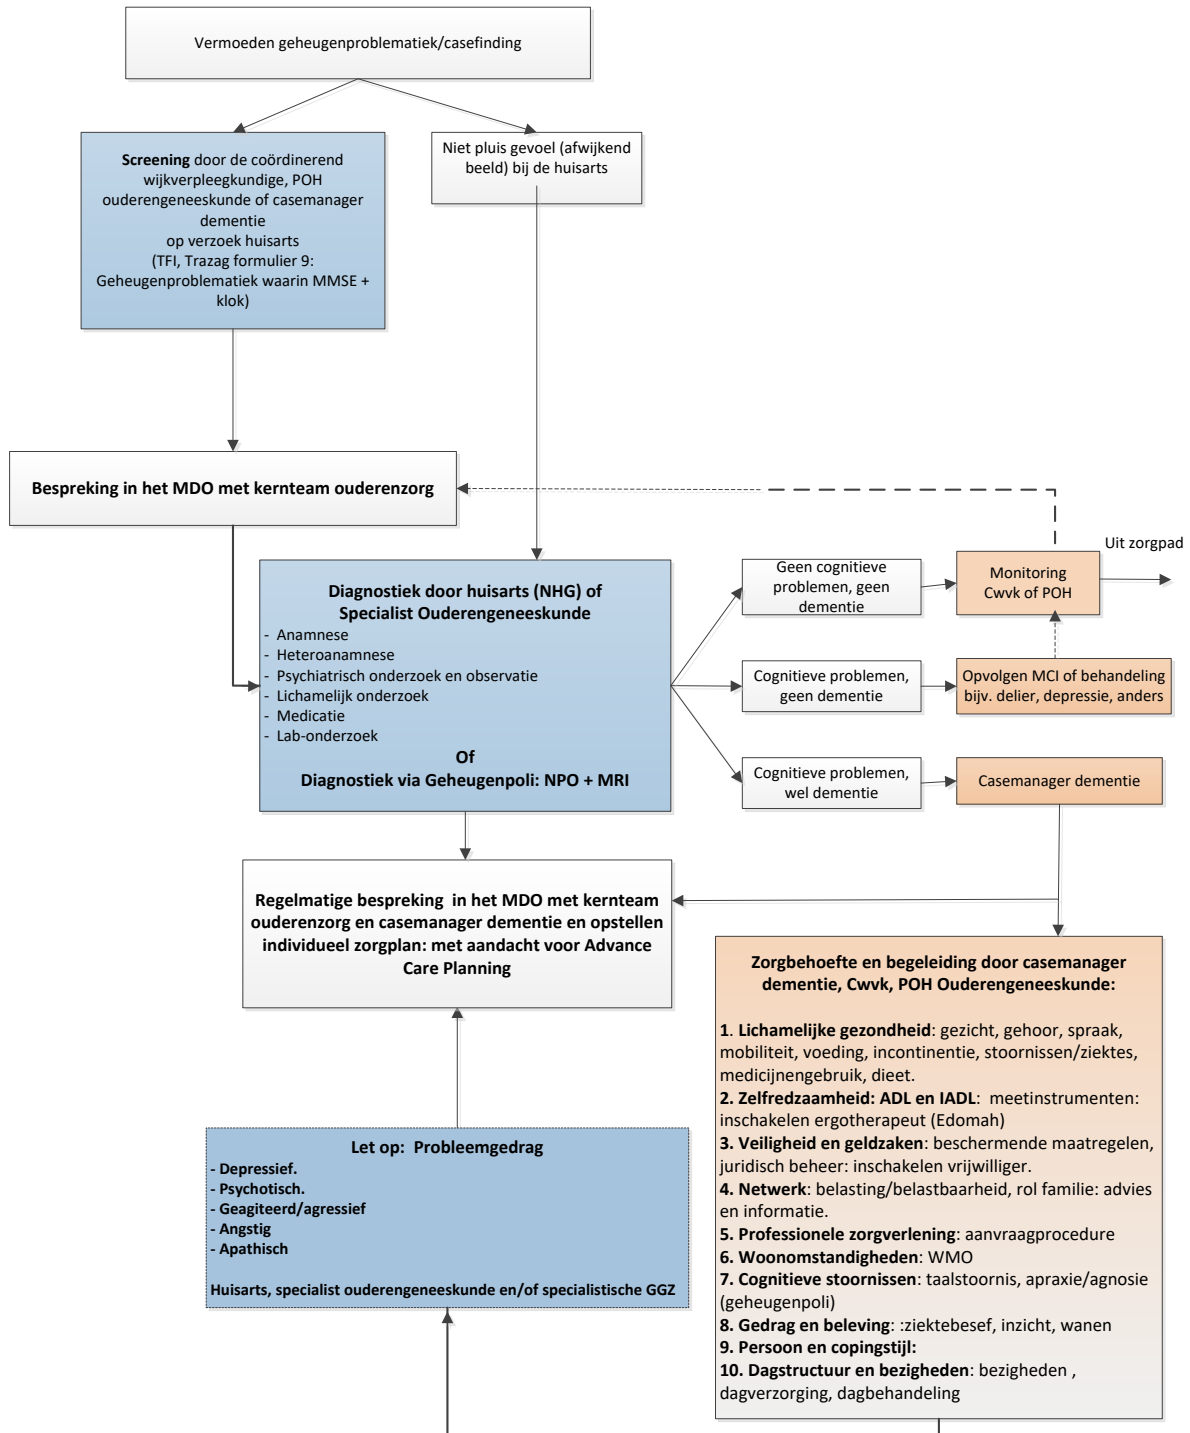 Vermoeden geheugenproblematiek/casefinding
Screening door de coördinerend
wijkverpleegkundige, POH
ouderengeneeskunde of casemanager
dementie
op verzoek huisarts
(TFI, Trazag formulier 9:
Geheugenproblematiek waarin MMSE +
klok)
Niet pluis gevoel (afwijkend
beeld) bij de huisarts
Bespreking in het MDO met kernteam ouderenzorg
Diagnostiek door huisarts (NHG) of
Specialist Ouderengeneeskunde
- Anamnese
- Heteroanamnese
- Psychiatrisch onderzoek en observatie
- Lichamelijk onderzoek
- Medicatie
- Lab-onderzoek
Of
Diagnostiek via Geheugenpoli: NPO + MRI
Geen cognitieve
problemen, geen
dementie
Monitoring
Cwvk of POH
Uit zorgpad
Cognitieve problemen,
geen dementie
Opvolgen MCI of behandeling
bijv. delier, depressie, anders
Cognitieve problemen,
wel dementie
Casemanager dementie
Regelmatige bespreking in het MDO met kernteam
ouderenzorg en casemanager dementie en opstellen
individueel zorgplan: met aandacht voor Advance
Care Planning
Let op: Probleemgedrag
- Depressief.
- Psychotisch.
- Geagiteerd/agressief
- Angstig
- Apathisch
Huisarts, specialist ouderengeneeskunde en/of specialistische GGZ
Zorgbehoefte en begeleiding door casemanager
dementie, Cwvk, POH Ouderengeneeskunde:
1. Lichamelijke gezondheid: gezicht, gehoor, spraak,
mobiliteit, voeding, incontinentie, stoornissen/ziektes,
medicijnengebruik, dieet.
2. Zelfredzaamheid: ADL en IADL: meetinstrumenten:
inschakelen ergotherapeut (Edomah)
3. Veiligheid en geldzaken: beschermende maatregelen,
juridisch beheer: inschakelen vrijwilliger.
4. Netwerk: belasting/belastbaarheid, rol familie: advies
en informatie.
5. Professionele zorgverlening: aanvraagprocedure
6. Woonomstandigheden: WMO
7. Cognitieve stoornissen: taalstoornis, apraxie/agnosie
(geheugenpoli)
8. Gedrag en beleving: :ziektebesef, inzicht, wanen
9. Persoon en copingstijl:
10. Dagstructuur en bezigheden: bezigheden ,
dagverzorging, dagbehandeling